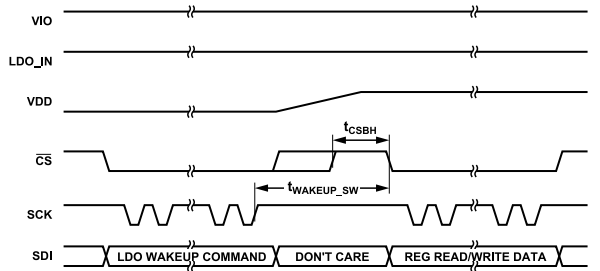 VIO
LDO_IN
VDD
tCSBH
CS
tWAKEUP_SW
SCK
SDI LDO WAKEUP COMMAND DON'T CARE REG READ/WRITE DATA